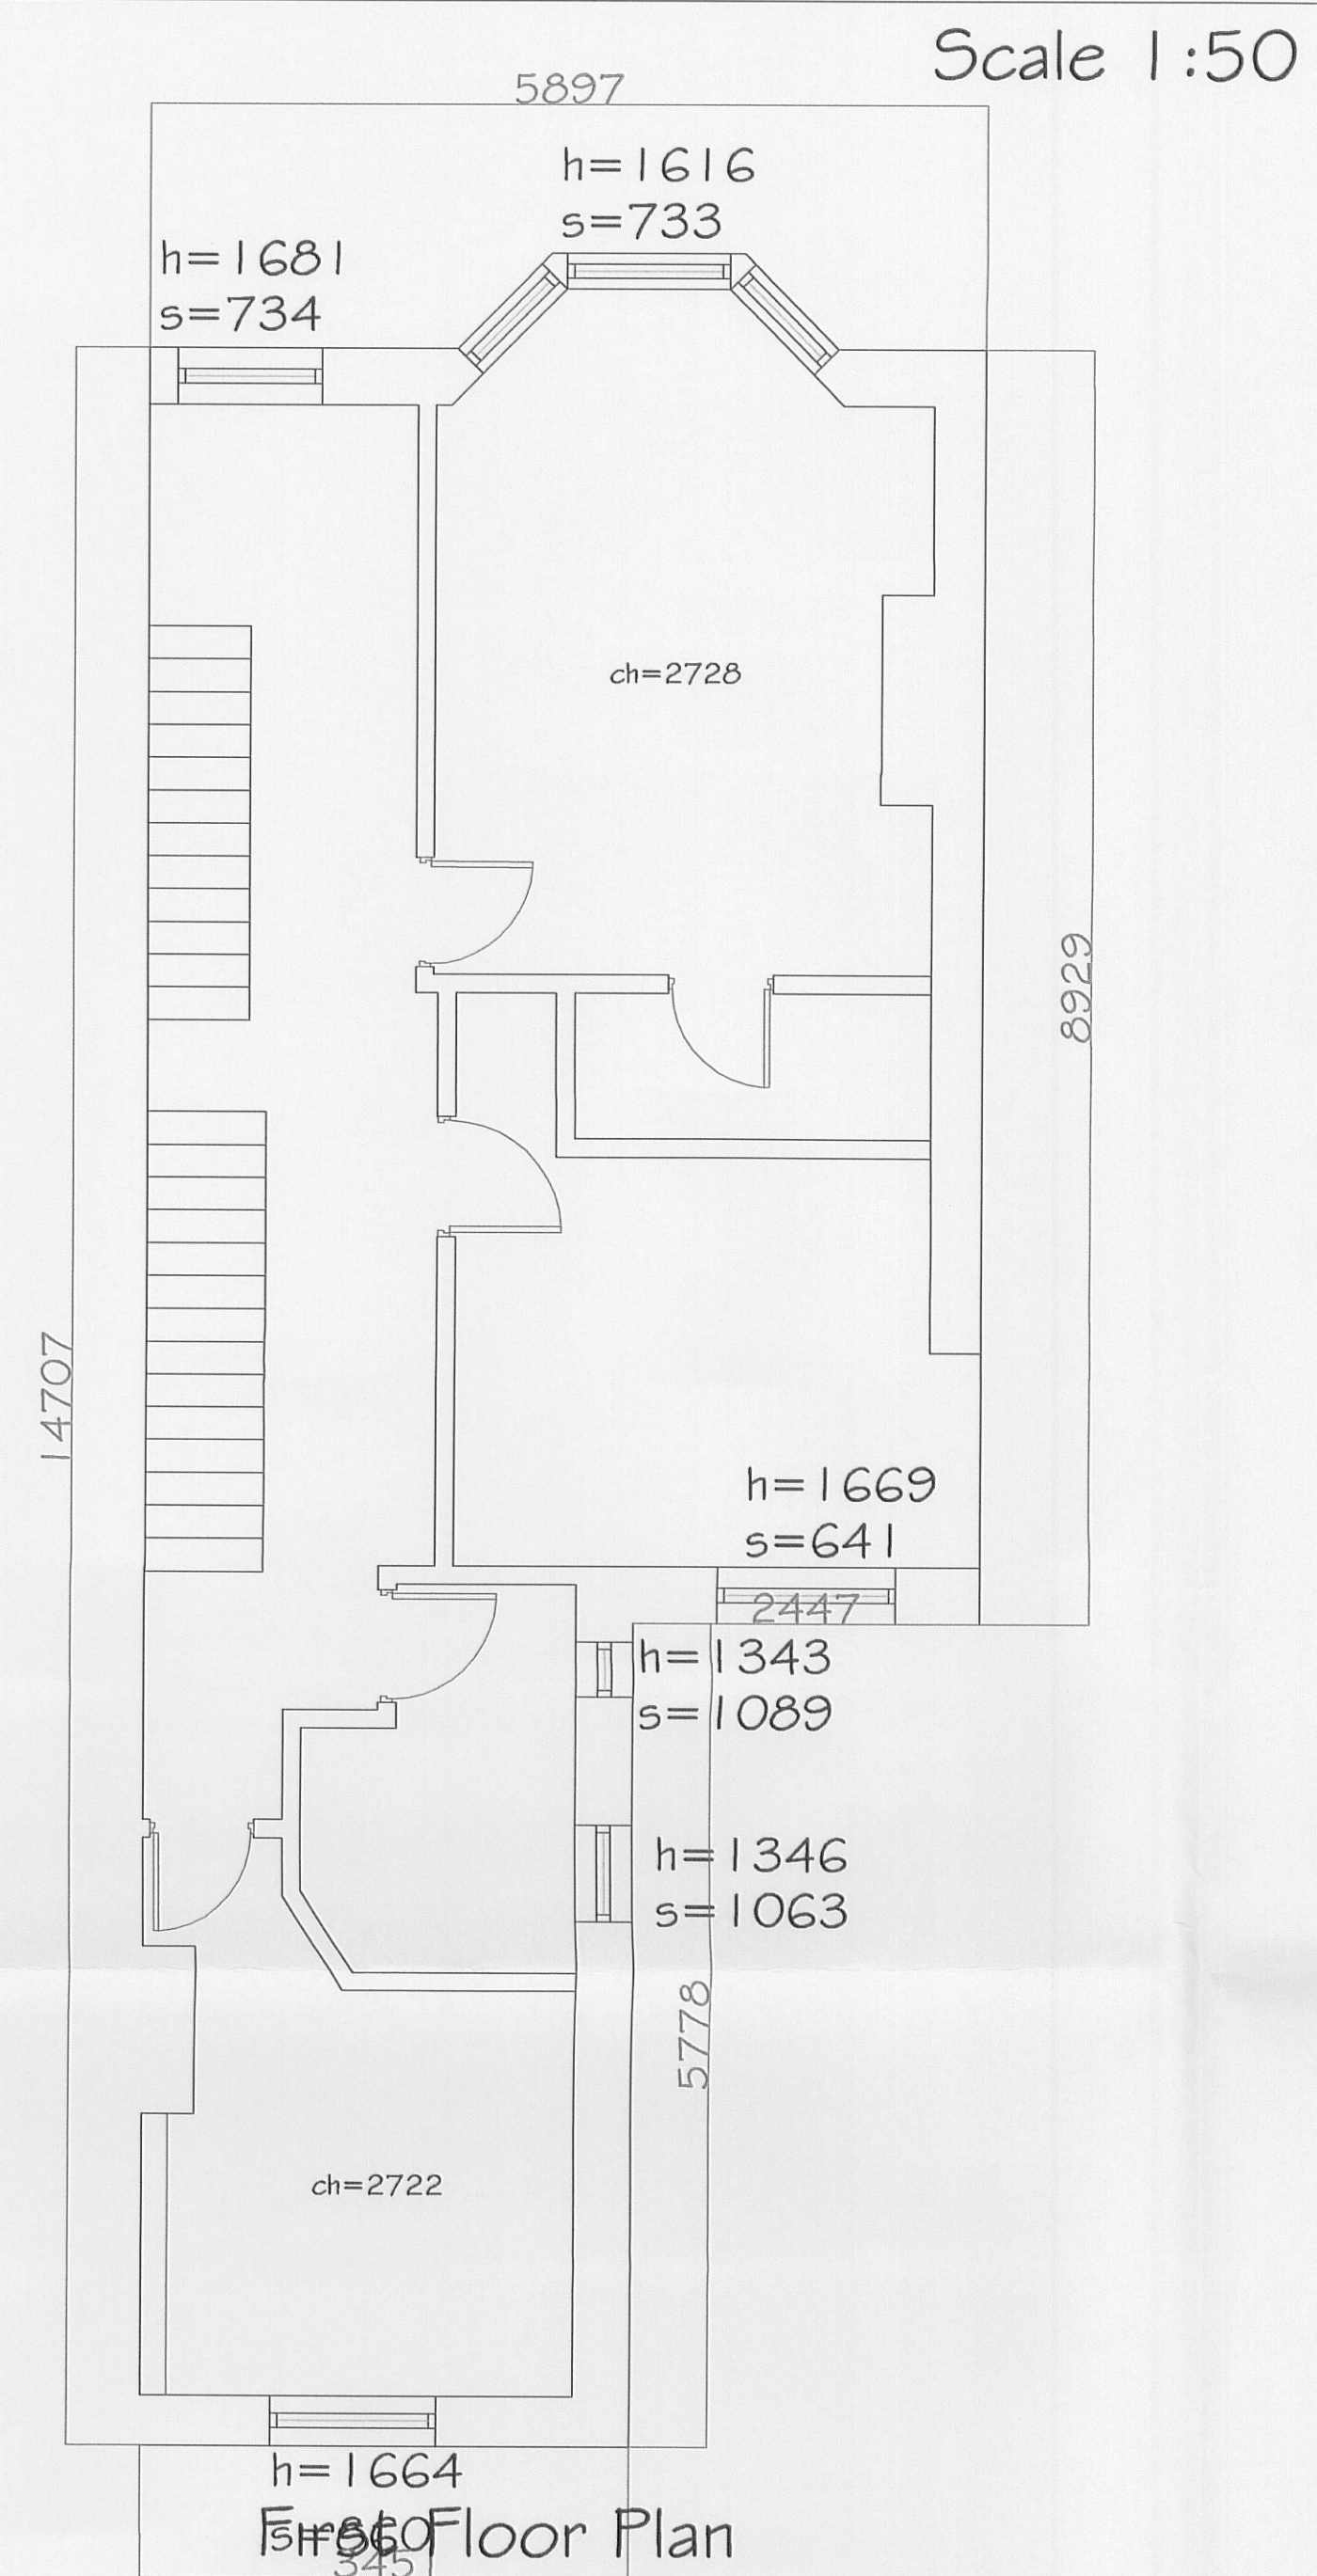 Scale 1:50
5897
h=1616
s=733
h=1681
s=734
ch=2728
8929
14707
h=1669
s=641
2447
h=1343
s=1089
h=1346
s=1063
5778
ch=2722
h=1664
First Floor Plan